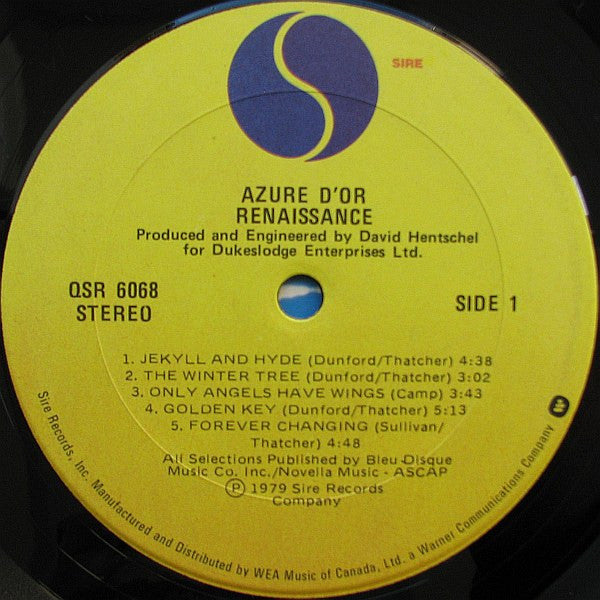 SIRE
AZURE D'OR
RENAISSANCE
Produced and Engineered by David Hentschel
for Dukeslodge Enterprises Ltd.
QSR 6068
STEREO
SIDE 1
1. JEKYLL AND HYDE (Dunford/Thatcher) 4:38
2. THE WINTER TREE (Dunford/Thatcher) 3:02
3. ONLY ANGELS HAVE WINGS (Camp) 3:43
4. GOLDEN KEY (Dunford/Thatcher) 5:13
5. FOREVER CHANGING (Sullivan/
Thatcher) 4:48
All Selections Published by Bleu Disque
Music Co. Inc./Novella Music - ASCAP
Ⓟ 1979 Sire Records
Company
Sire Records, Inc. Manufactured and Distributed by WEA Music of Canada, Ltd. a Warner Communications Company